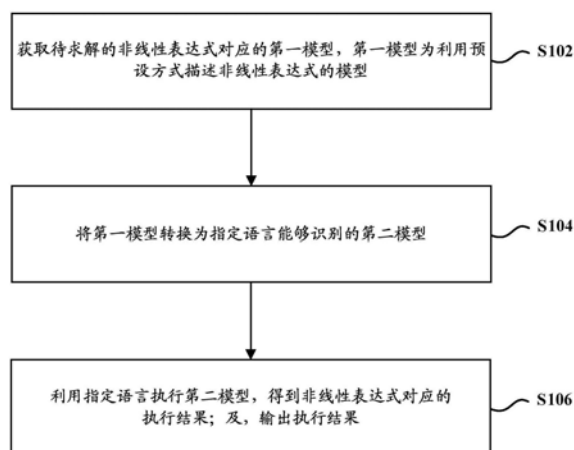 获取待求解的非线性表达式对应的第一模型，第一模型为利用预
设方式描述非线性表达式的模型
S102
将第一模型转换为指定语言能够识别的第二模型
S104
利用指定语言执行第二模型，得到非线性表达式对应的
执行结果；及，输出执行结果
S106